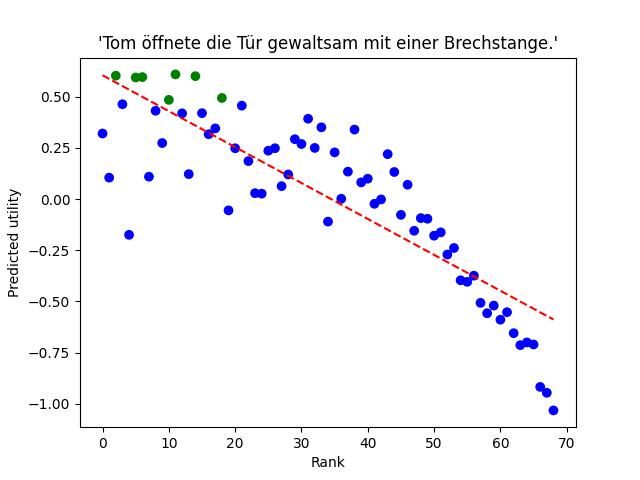 'Tom öffnete die Tür gewaltsam mit einer Brechstange.'
0.50
0.25
0.00
−0.25
−0.50
−0.75
−1.00
Predicted utility
0 10 20 30 40 50 60 70
Rank